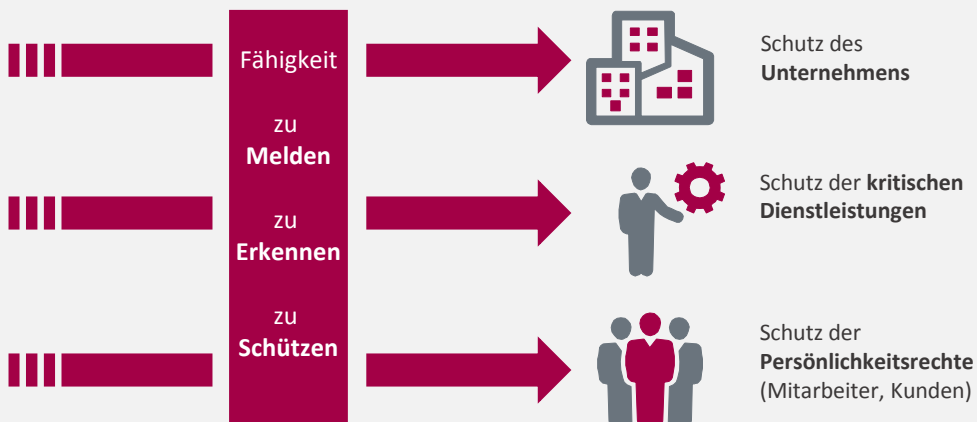 Fähigkeit
zu
Melden
zu
Erkennen
zu
Schützen
Schutz des
Unternehmens
Schutz der kritischen
Dienstleistungen
Schutz der
Persönlichkeitsrechte
(Mitarbeiter, Kunden)